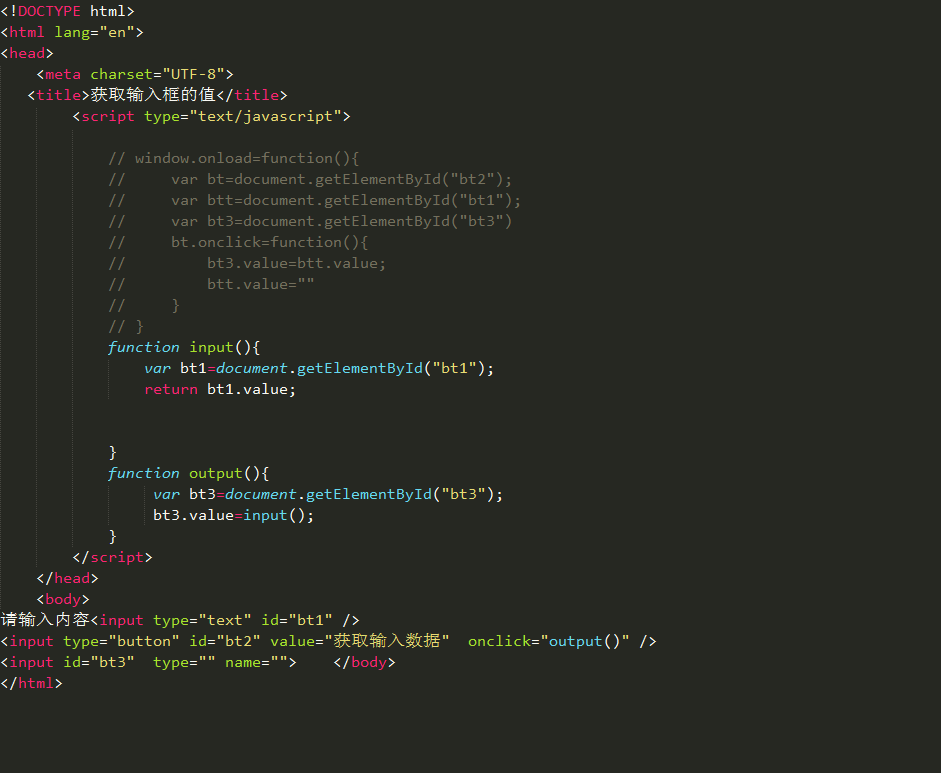 <!DOCTYPE html>
<html lang="en">
<head>
    <meta charset="UTF-8">
   <title>获取输入框的值</title>
        <script type="text/javascript">
            // window.onload=function(){
            //     var bt=document.getElementById("bt2");
            //     var btt=document.getElementById("bt1");
            //     var bt3=document.getElementById("bt3")
            //     bt.onclick=function(){
            //         bt3.value=btt.value;
            //         btt.value=""
            //     }
            // }
            function input(){
                var bt1=document.getElementById("bt1");
                return bt1.value;
            }
            function output(){
                 var bt3=document.getElementById("bt3");
                 bt3.value=input();
            }
        </script>
    </head>
    <body>
请输入内容<input type="text" id="bt1" />
<input type="button" id="bt2" value="获取输入数据"  onclick="output()" />
<input id="bt3"  type="" name="">    </body>
</html>